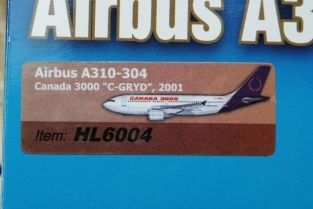 Airbus A3
Airbus A310-304
Canada 3000 "C-GRYD", 2001
CANADA 3000
Item: HL6004